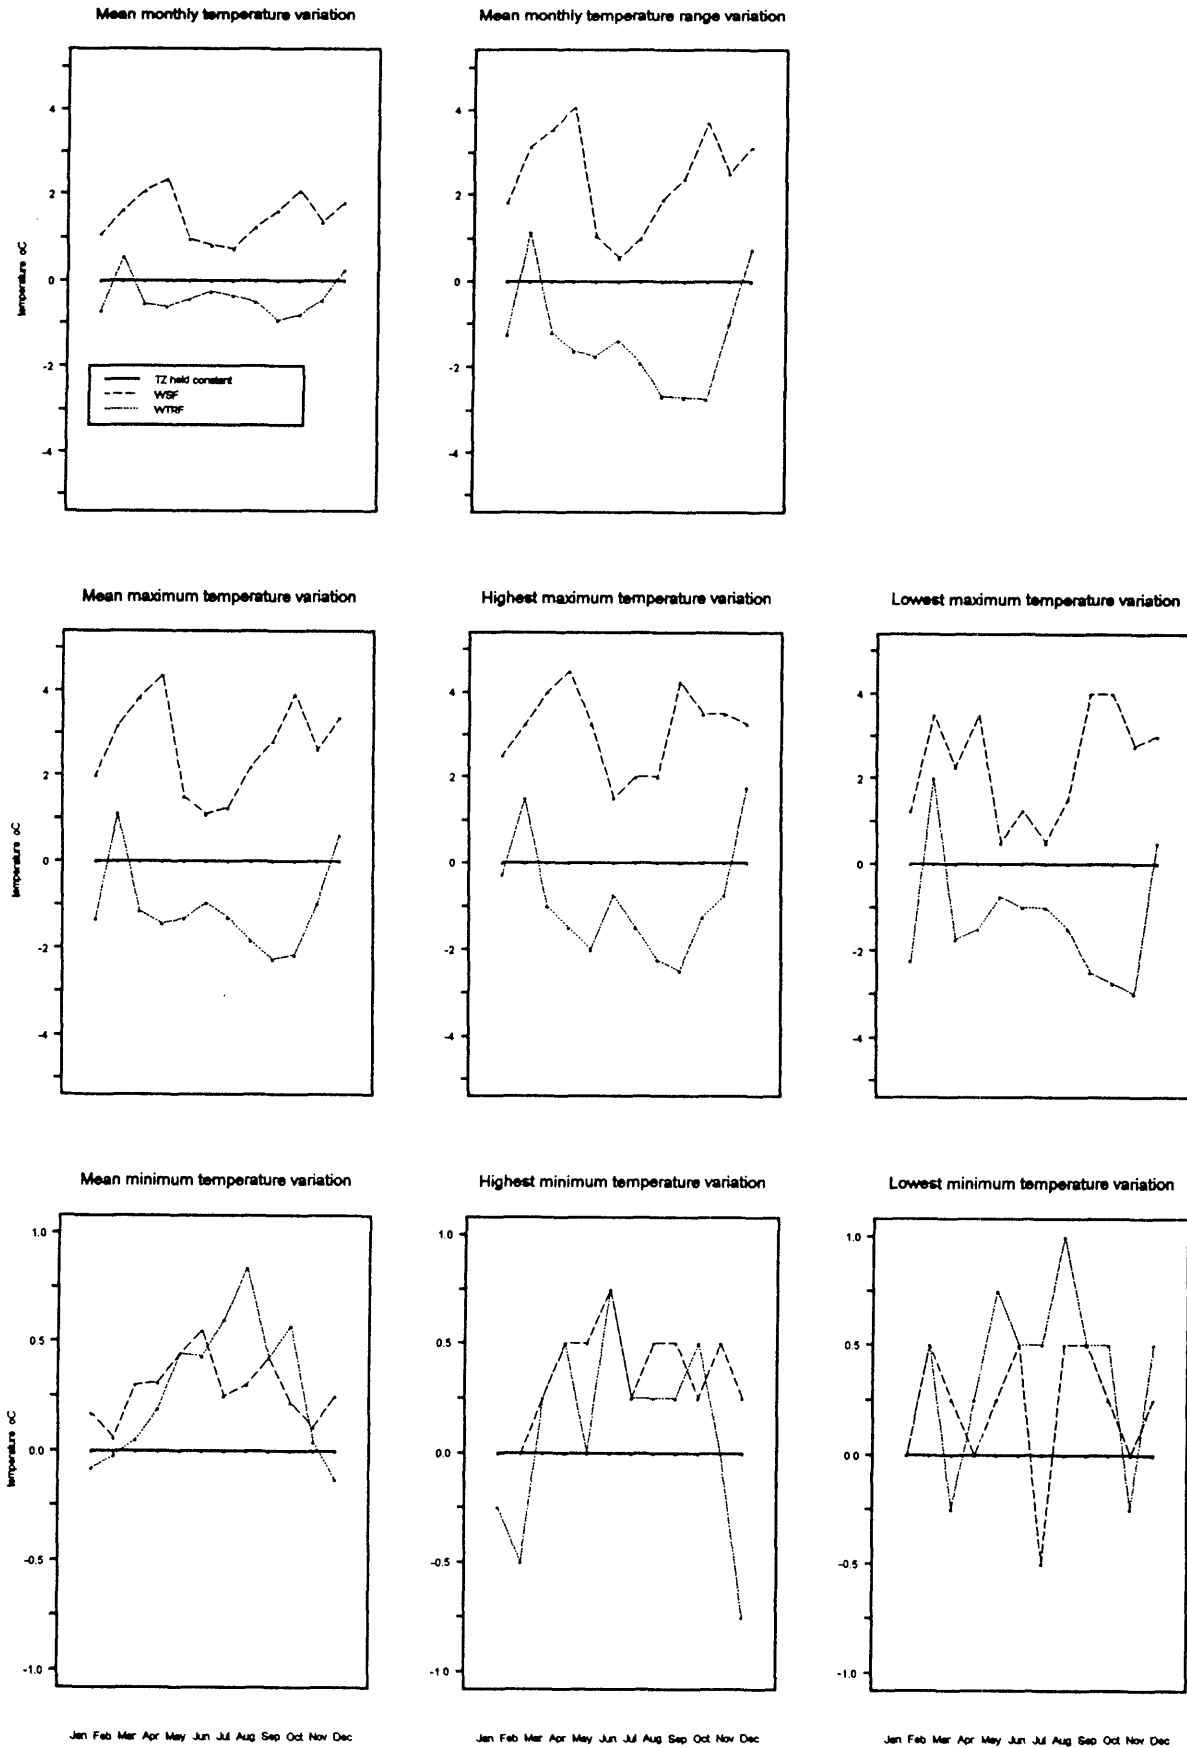 Mean monthly temperature variation
Mean monthly temperature range variation
4
2
0
-2
-4
temperature oC
TZ held constant
WSF
WTRF
4
2
0
-2
-4
Mean maximum temperature variation
Highest maximum temperature variation
Lowest maximum temperature variation
4
2
0
-2
-4
temperature oC
4
2
0
-2
-4
4
2
0
-2
-4
Mean minimum temperature variation
Highest minimum temperature variation
Lowest minimum temperature variation
1.0
0.5
0.0
-0.5
-1.0
temperature oC
1.0
0.5
0.0
-0.5
-1.0
1.0
0.5
0.0
-0.5
-1.0
Jan Feb Mar Apr May Jun Jul Aug Sep Oct Nov Dec
Jan Feb Mar Apr May Jun Jul Aug Sep Oct Nov Dec
Jan Feb Mar Apr May Jun Jul Aug Sep Oct Nov Dec